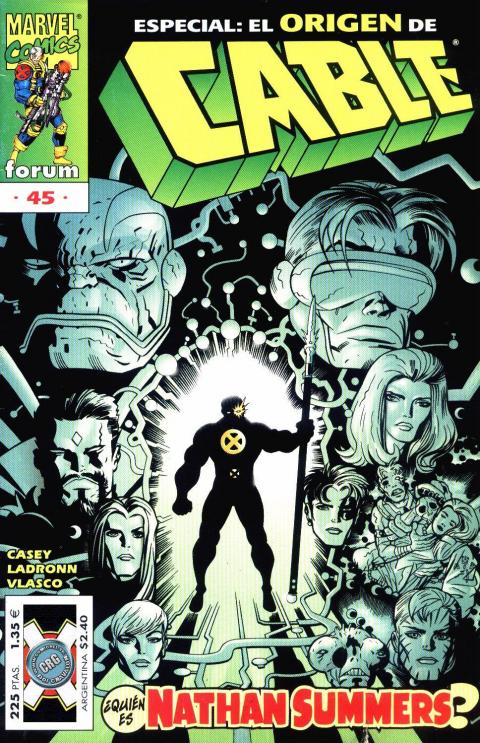 MARVEL
COMICS
forum
· 45 ·
ESPECIAL: EL ORIGEN DE
CABLE
CASEY
LADRONN
VLASCO
225 PTAS. 1.35 €
ARGENTINA $2.40
CRG
¿QUIÉN
ES
NATHAN SUMMERS?